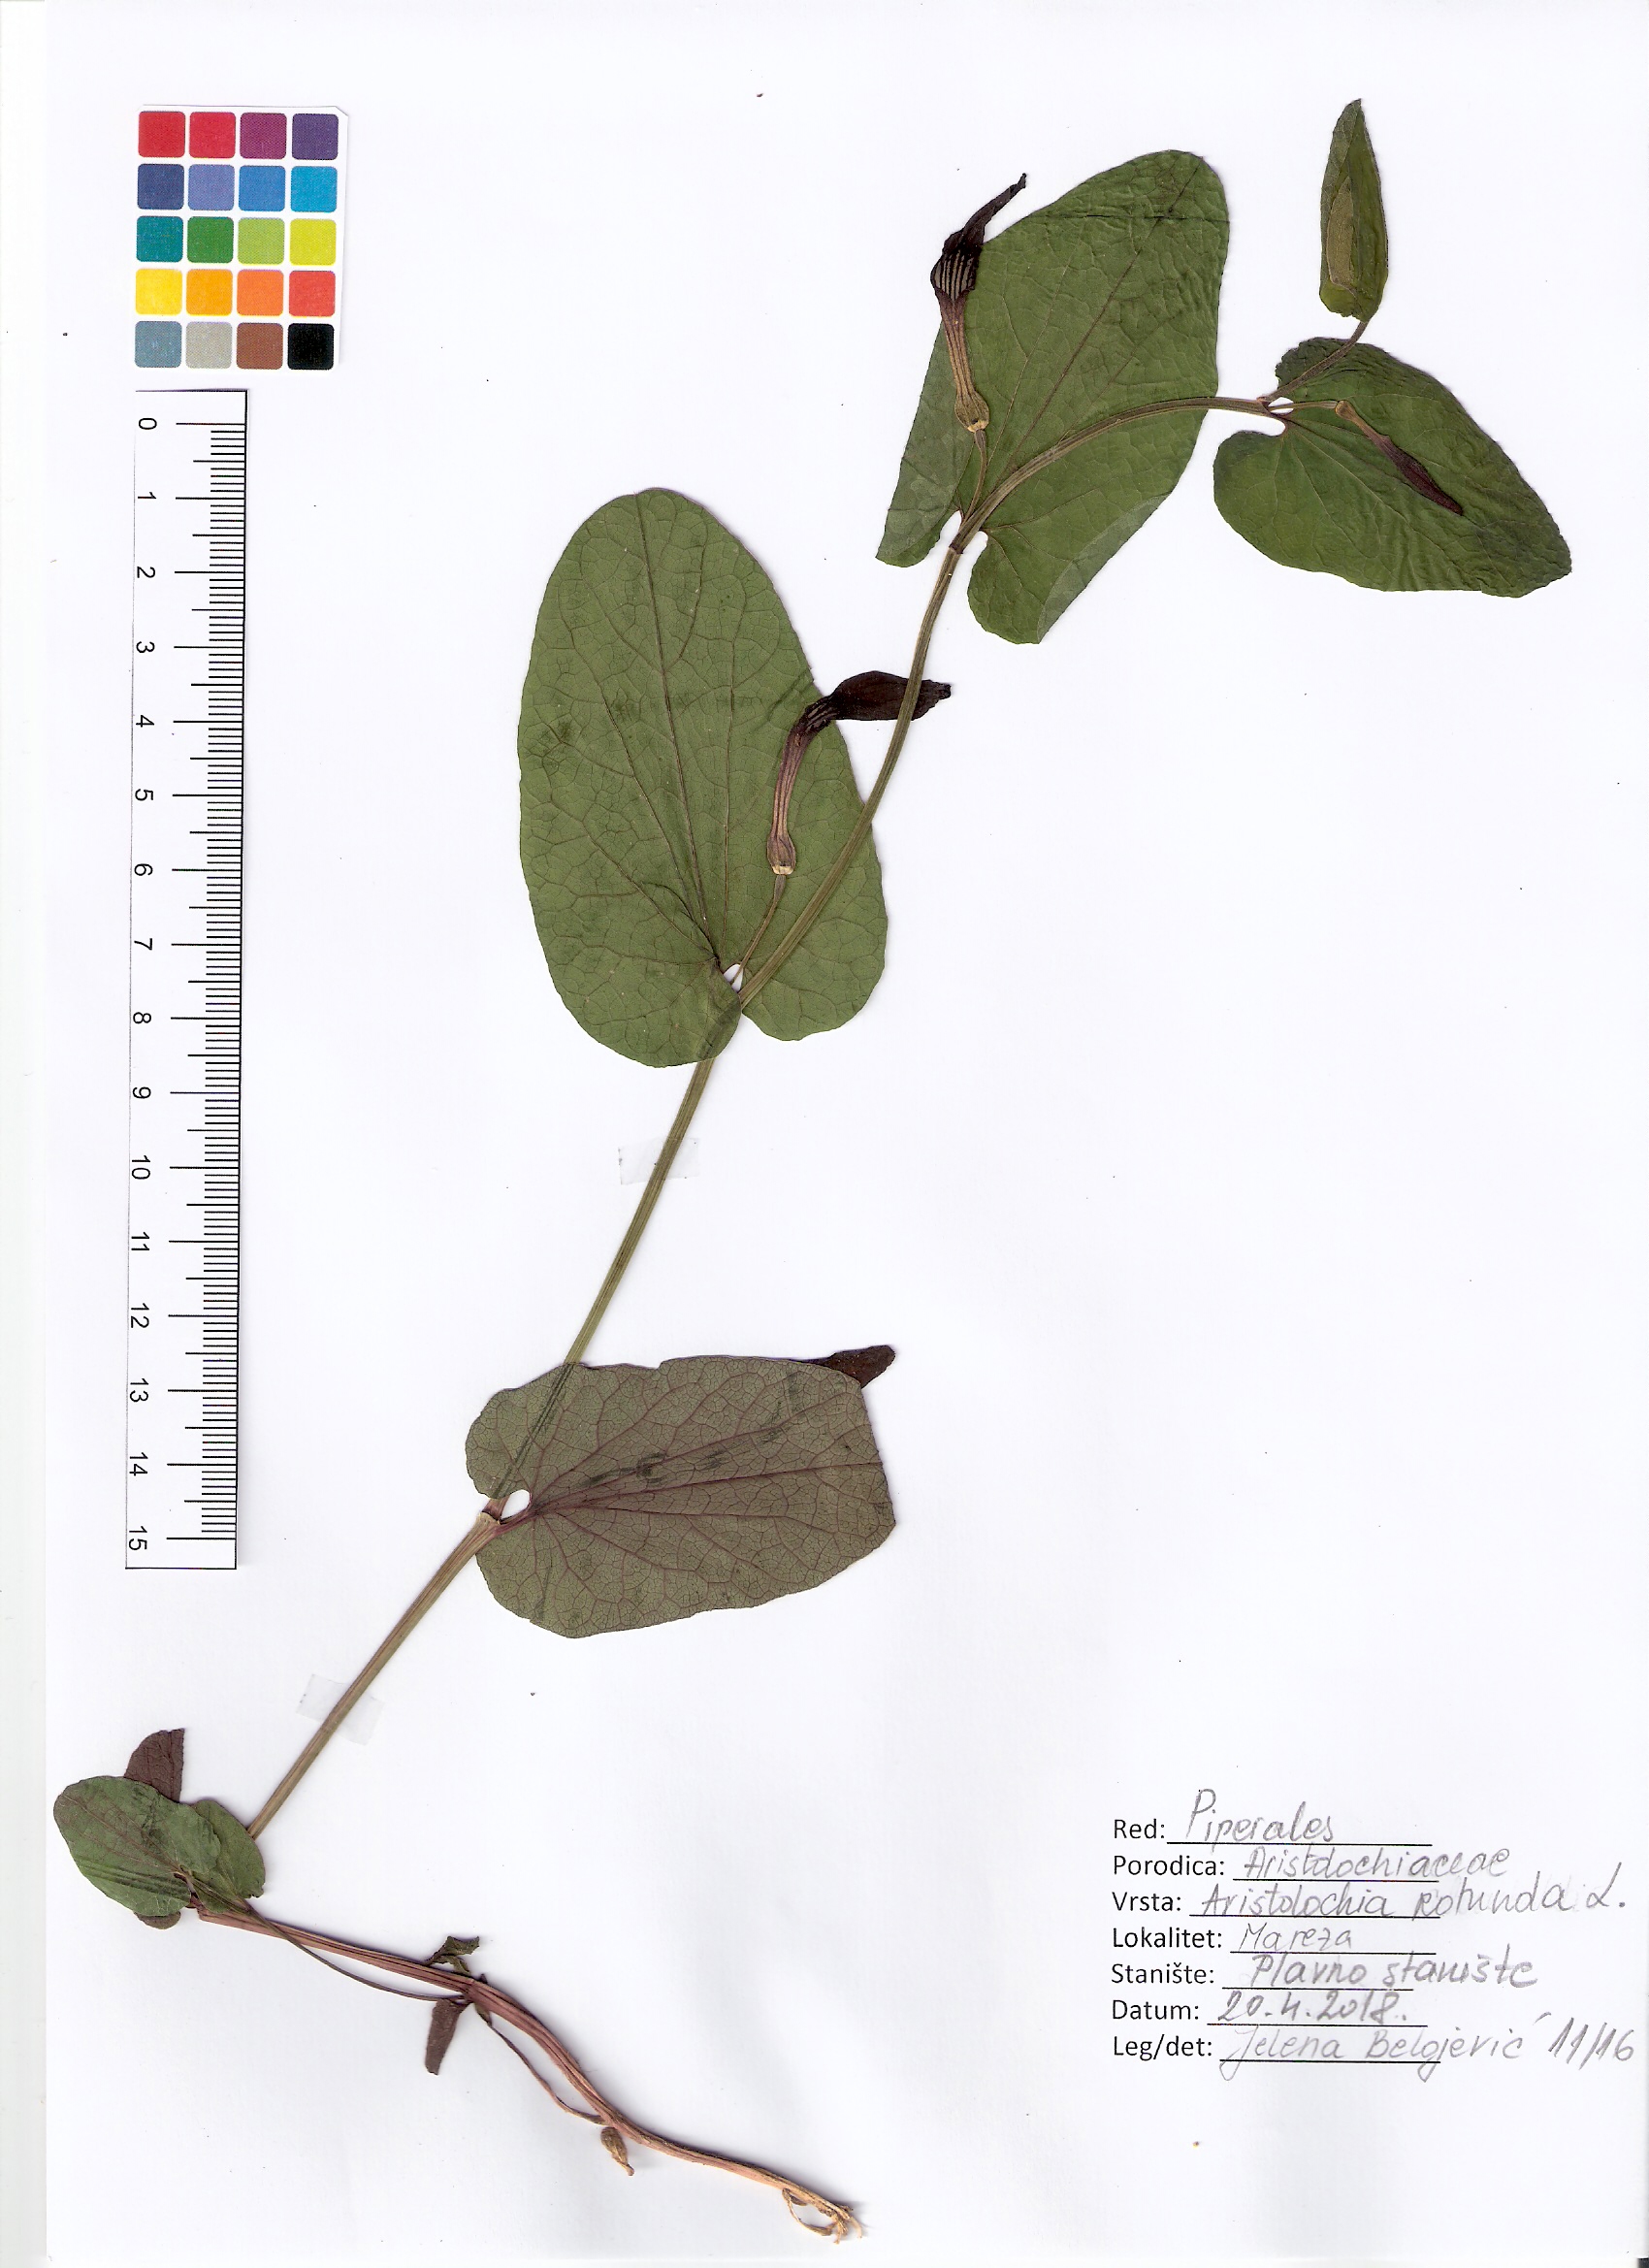 0
1
2
3
4
5
6
7
8
9
10
11
12
13
14
15
Red: Piperales
Porodica: Aristolochiaceae
Vrsta: Aristolochia rotunda L.
Lokalitet: Mareza
Stanište: Plavno stanište
Datum: 20.4.2018.
Leg/det: Jelena Belojević 11/16